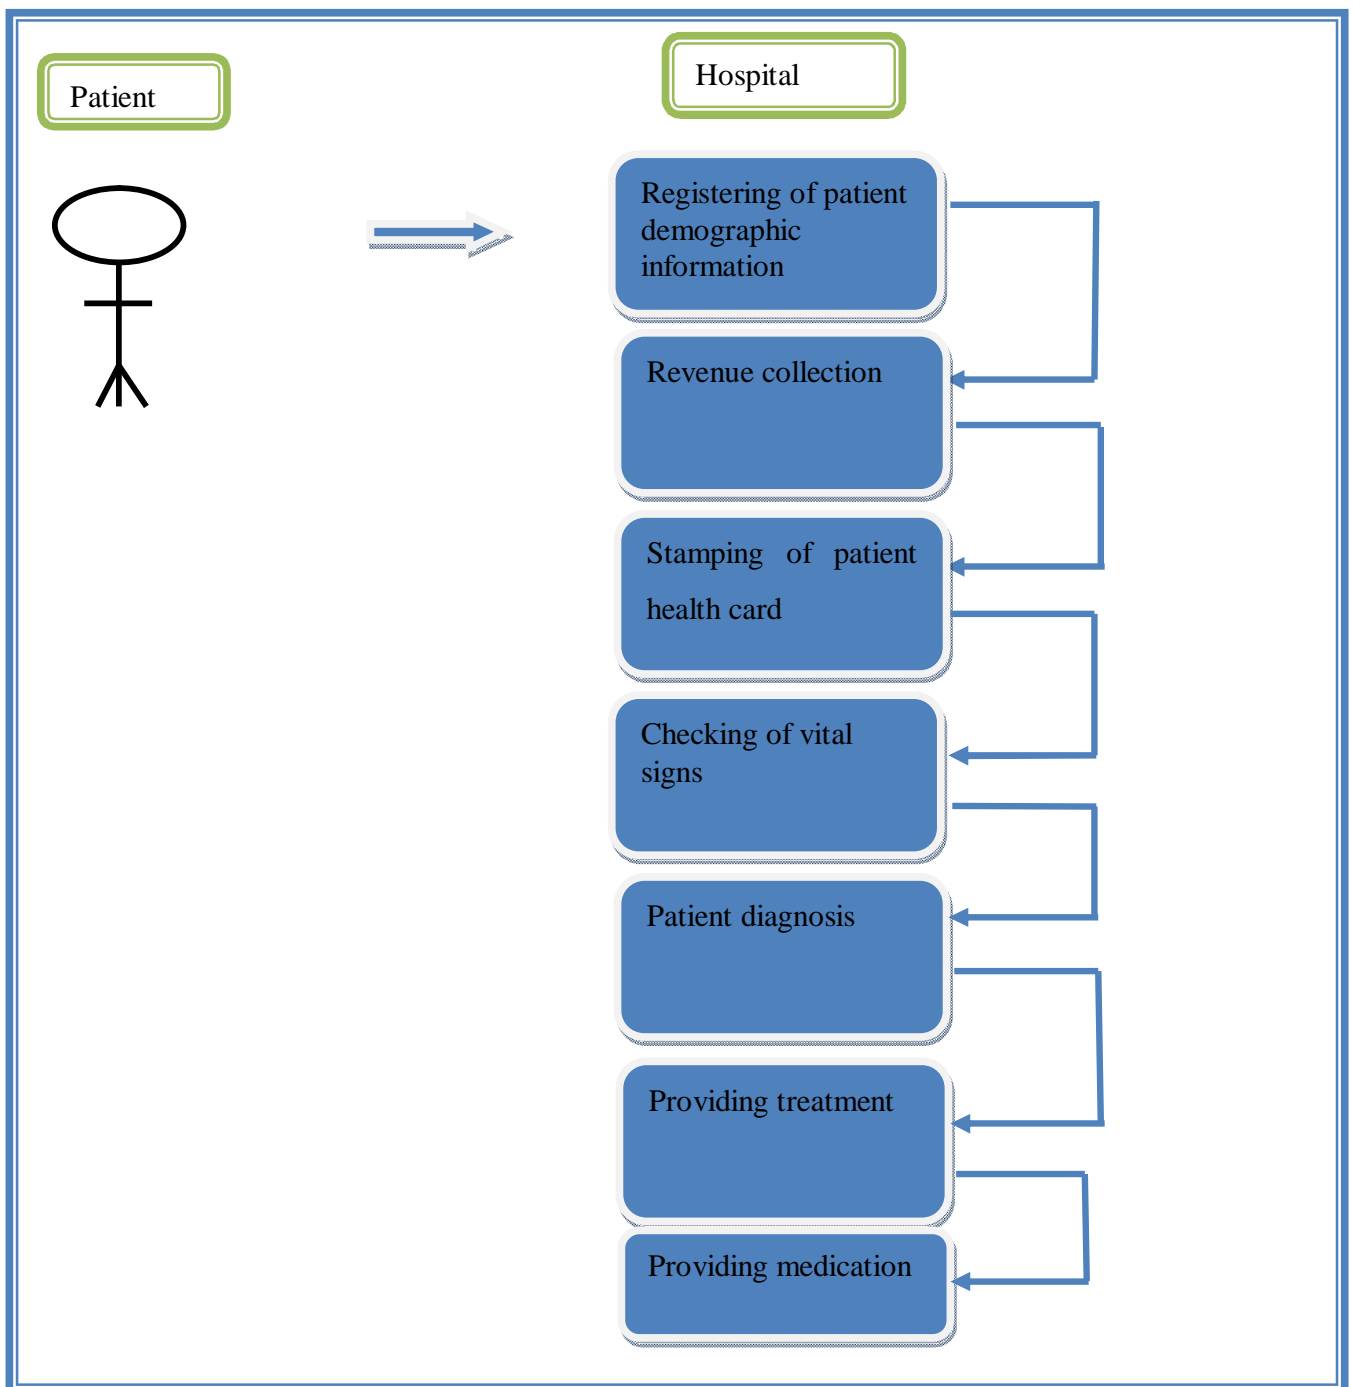 Patient
Hospital
Registering of patient
demographic
information
Revenue collection
Stamping of patient
health card
Checking of vital
signs
Patient diagnosis
Providing treatment
Providing medication